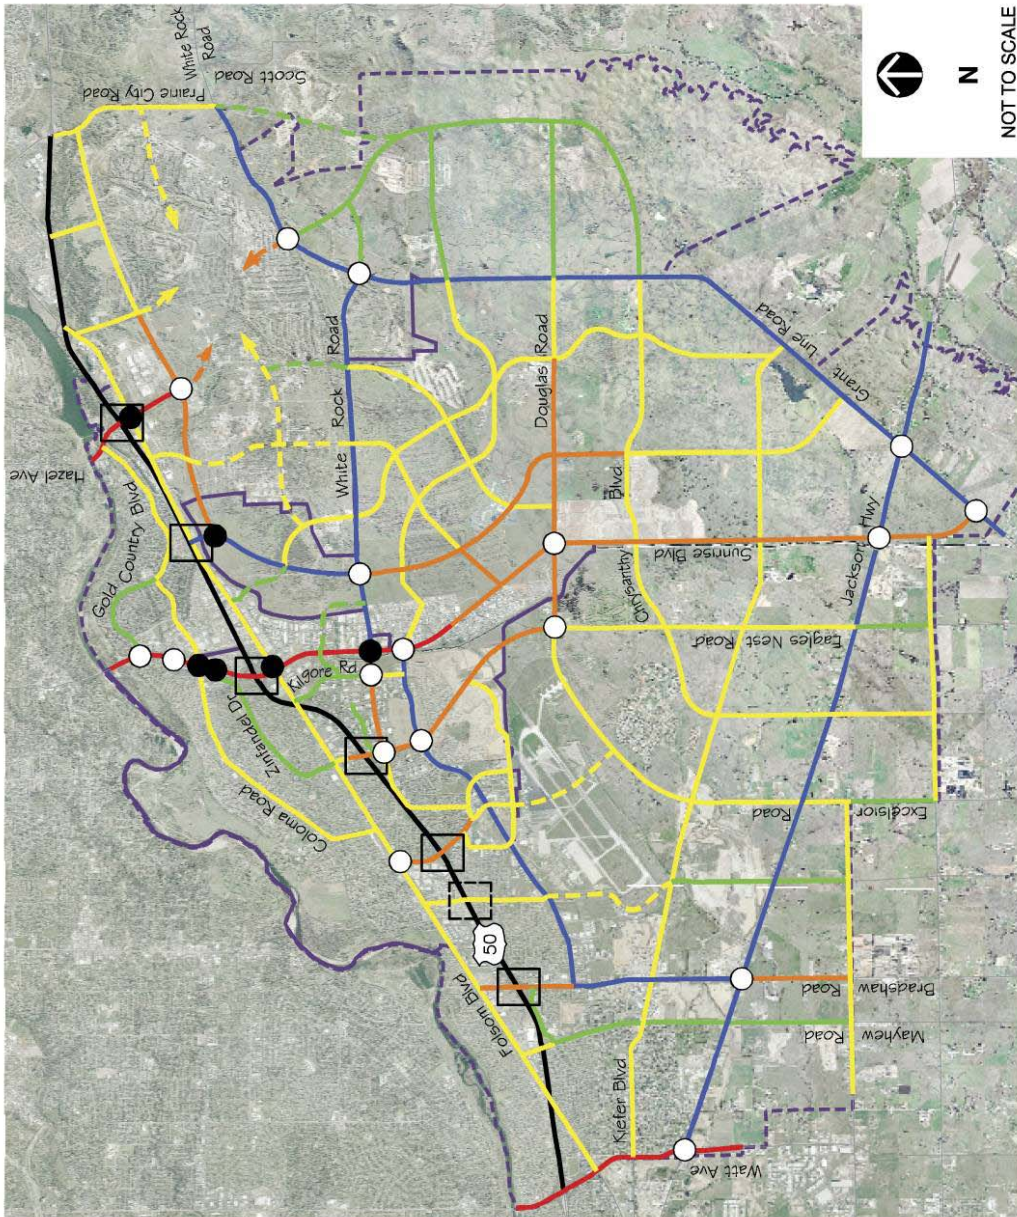 White Rock
Road
Scott Road
Prairie City Road
N
NOT TO SCALE
Hazel Ave
Gold Country Blvd
White
Rock
Road
Douglas
Road
Grant
Line Road
Blvd
Chrysanthy
Sunrise Blvd
Jackson
Hwy
Eagles Nest
Road
Kilgore
Rd
Zinfandel Dr
Coloma Road
Road
Excelsior
50
Folsom Blvd
Road
Bradshaw
Road
Mayhew
Kiefer Blvd
Watt Ave